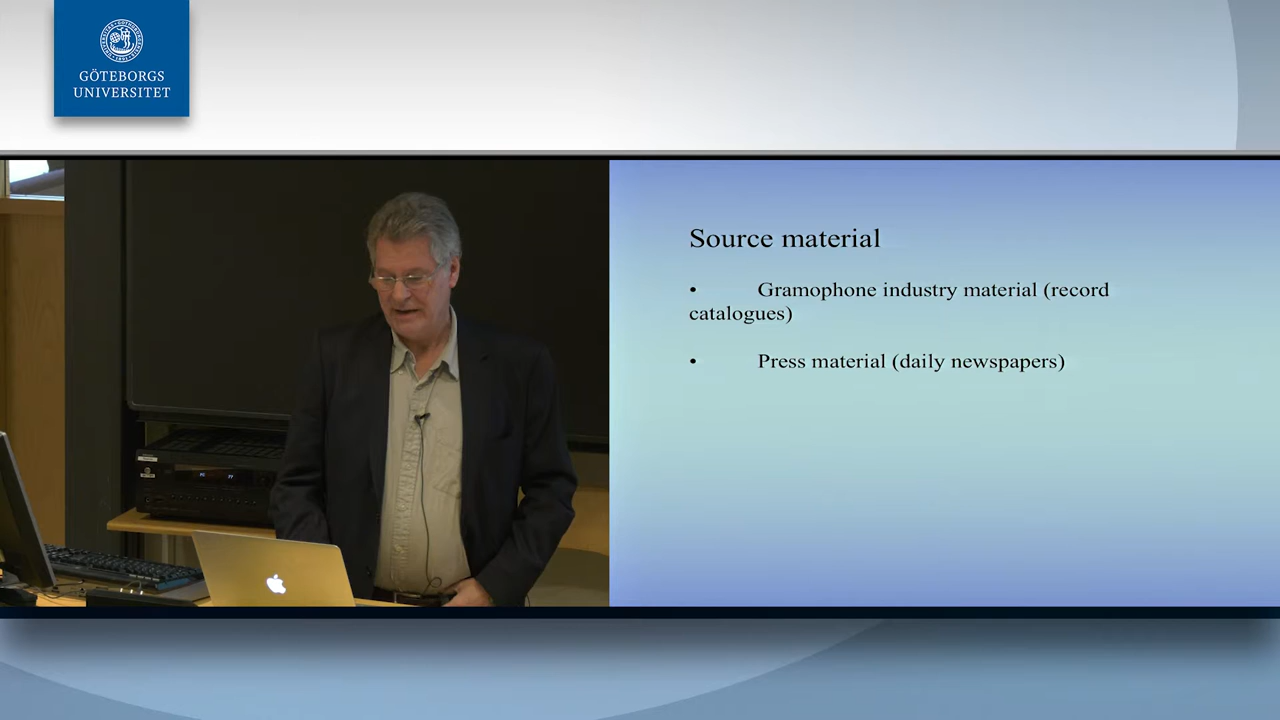 GÖTEBORGS
UNIVERSITET
Source material
• Gramophone industry material (record
catalogues)
• Press material (daily newspapers)